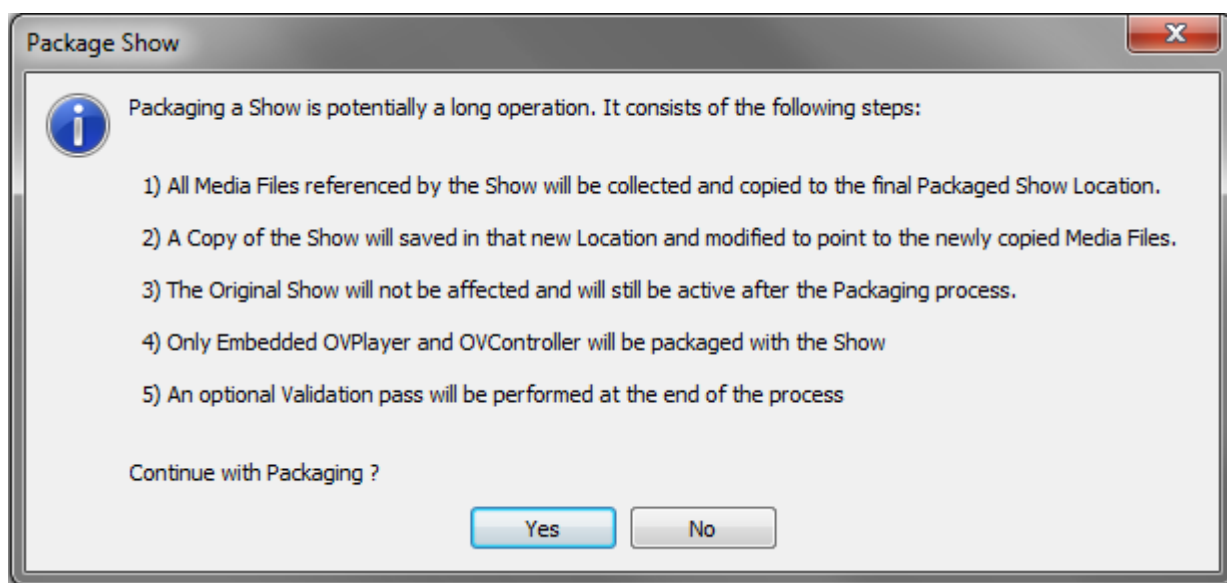 Package Show
Packaging a Show is potentially a long operation. It consists of the following steps:
1) All Media Files referenced by the Show will be collected and copied to the final Packaged Show Location.
2) A Copy of the Show will saved in that new Location and modified to point to the newly copied Media Files.
3) The Original Show will not be affected and will still be active after the Packaging process.
4) Only Embedded OVPlayer and OVController will be packaged with the Show
5) An optional Validation pass will be performed at the end of the process
Continue with Packaging ?
Yes
No